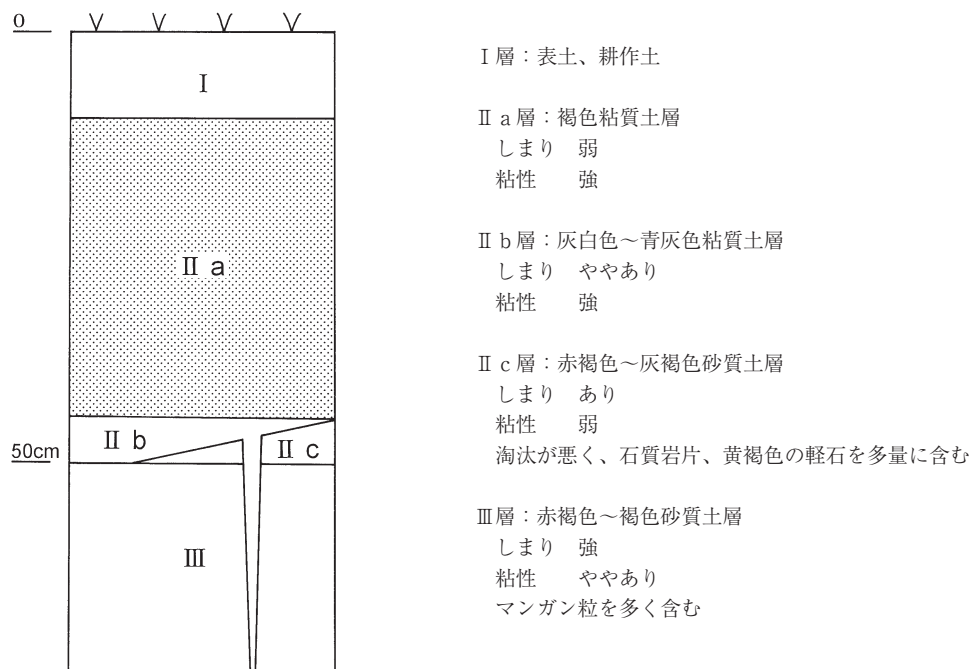 0
Ⅰ
Ⅱ a
Ⅱ b
Ⅱ c
50cm
Ⅲ
Ⅰ層：表土、耕作土
Ⅱ a 層：褐色粘質土層
しまり　弱
粘性　　強
Ⅱ b 層：灰白色～青灰色粘質土層
しまり　ややあり
粘性　　強
Ⅱ c 層：赤褐色～灰褐色砂質土層
しまり　あり
粘性　　弱
淘汰が悪く、石質岩片、黄褐色の軽石を多量に含む
Ⅲ層：赤褐色～褐色砂質土層
しまり　強
粘性　　ややあり
マンガン粒を多く含む